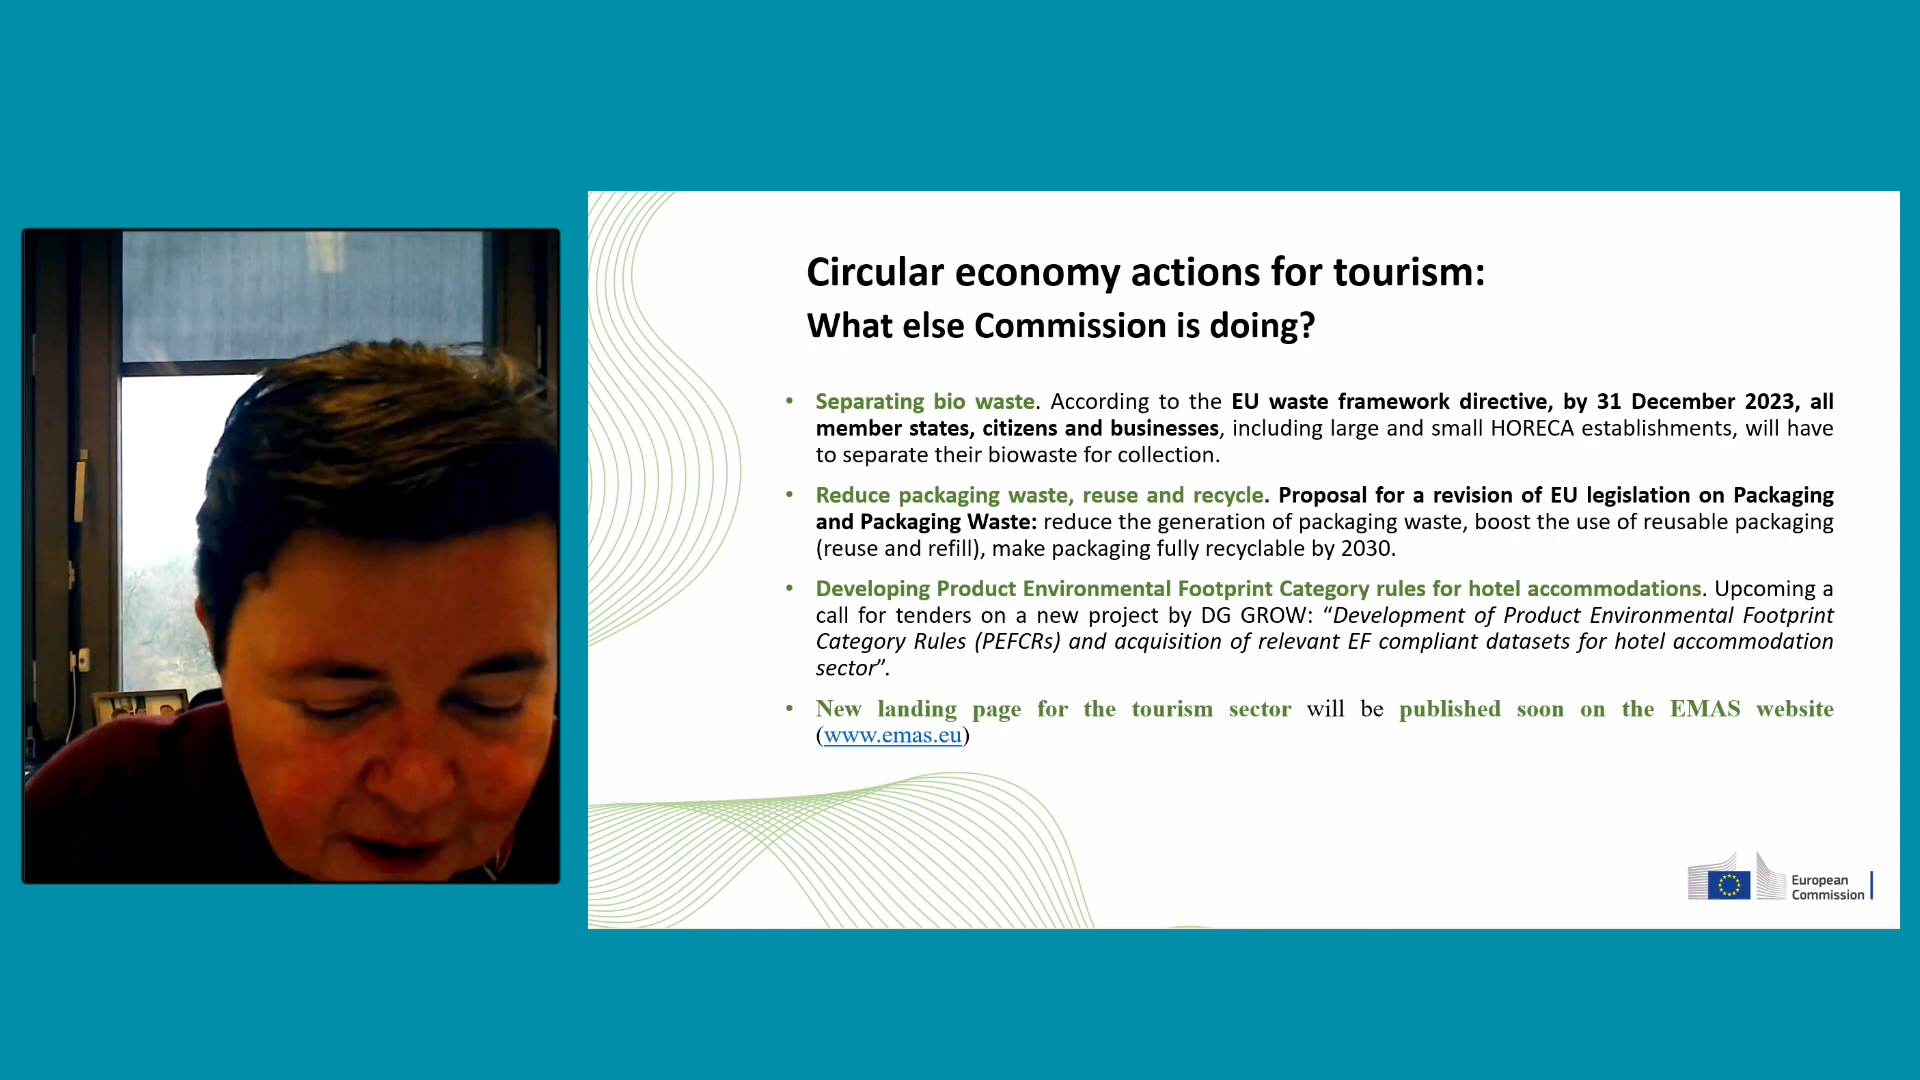 Circular economy actions for tourism:
What else Commission is doing?
• Separating bio waste. According to the EU waste framework directive, by 31 December 2023, all
member states, citizens and businesses, including large and small HORECA establishments, will have
to separate their biowaste for collection.
• Reduce packaging waste, reuse and recycle. Proposal for a revision of EU legislation on Packaging
and Packaging Waste: reduce the generation of packaging waste, boost the use of reusable packaging
(reuse and refill), make packaging fully recyclable by 2030.
• Developing Product Environmental Footprint Category rules for hotel accommodations. Upcoming a
call for tenders on a new project by DG GROW: “Development of Product Environmental Footprint
Category Rules (PEFCRs) and acquisition of relevant EF compliant datasets for hotel accommodation
sector”.
• New landing page for the tourism sector will be published soon on the EMAS website
(www.emas.eu)
European
Commission